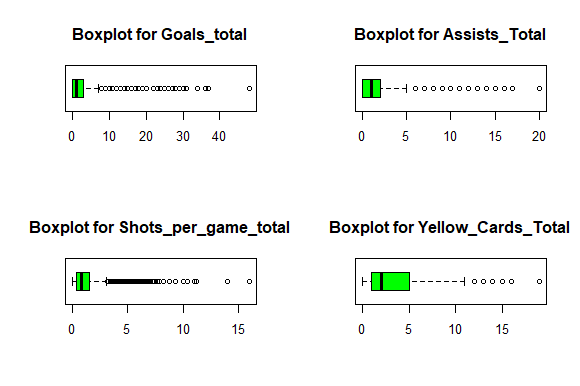 Boxplot for Goals_total
Boxplot for Assists_Total
0 10 20 30 40
0 5 10 15 20
Boxplot for Shots_per_game_total
Boxplot for Yellow_Cards_Total
0 5 10 15
0 5 10 15